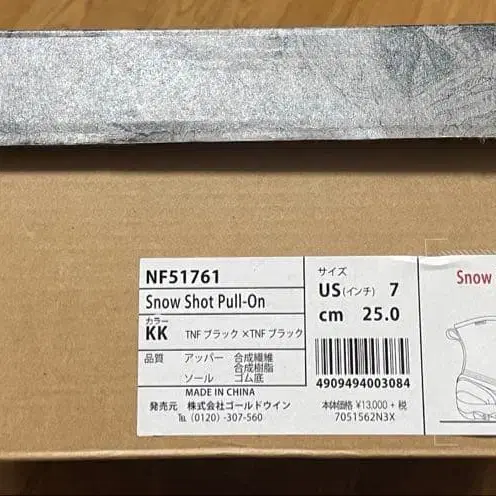 NF51761
Snow Shot Pull-On
カラー
KK TNF ブラック ×TNF ブラック
品質 アッパー 合成繊維
合成樹脂
ソール ゴム底
MADE IN CHINA
発売元 株式会社ゴールドウイン
TEL (0120) -307-560
サイズ
US (インチ) 7
cm 25.0
4909494003084
本体価格 ¥13,000 + 税
7051562N3X
Snow